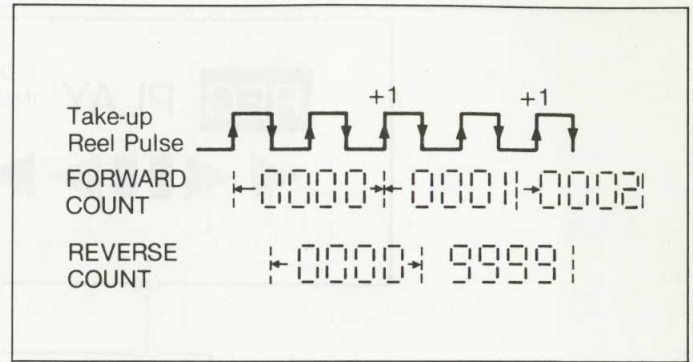 +1 +1
Take-up
Reel Pulse
FORWARD 0000 0001 0002
COUNT
REVERSE 0000 9999
COUNT